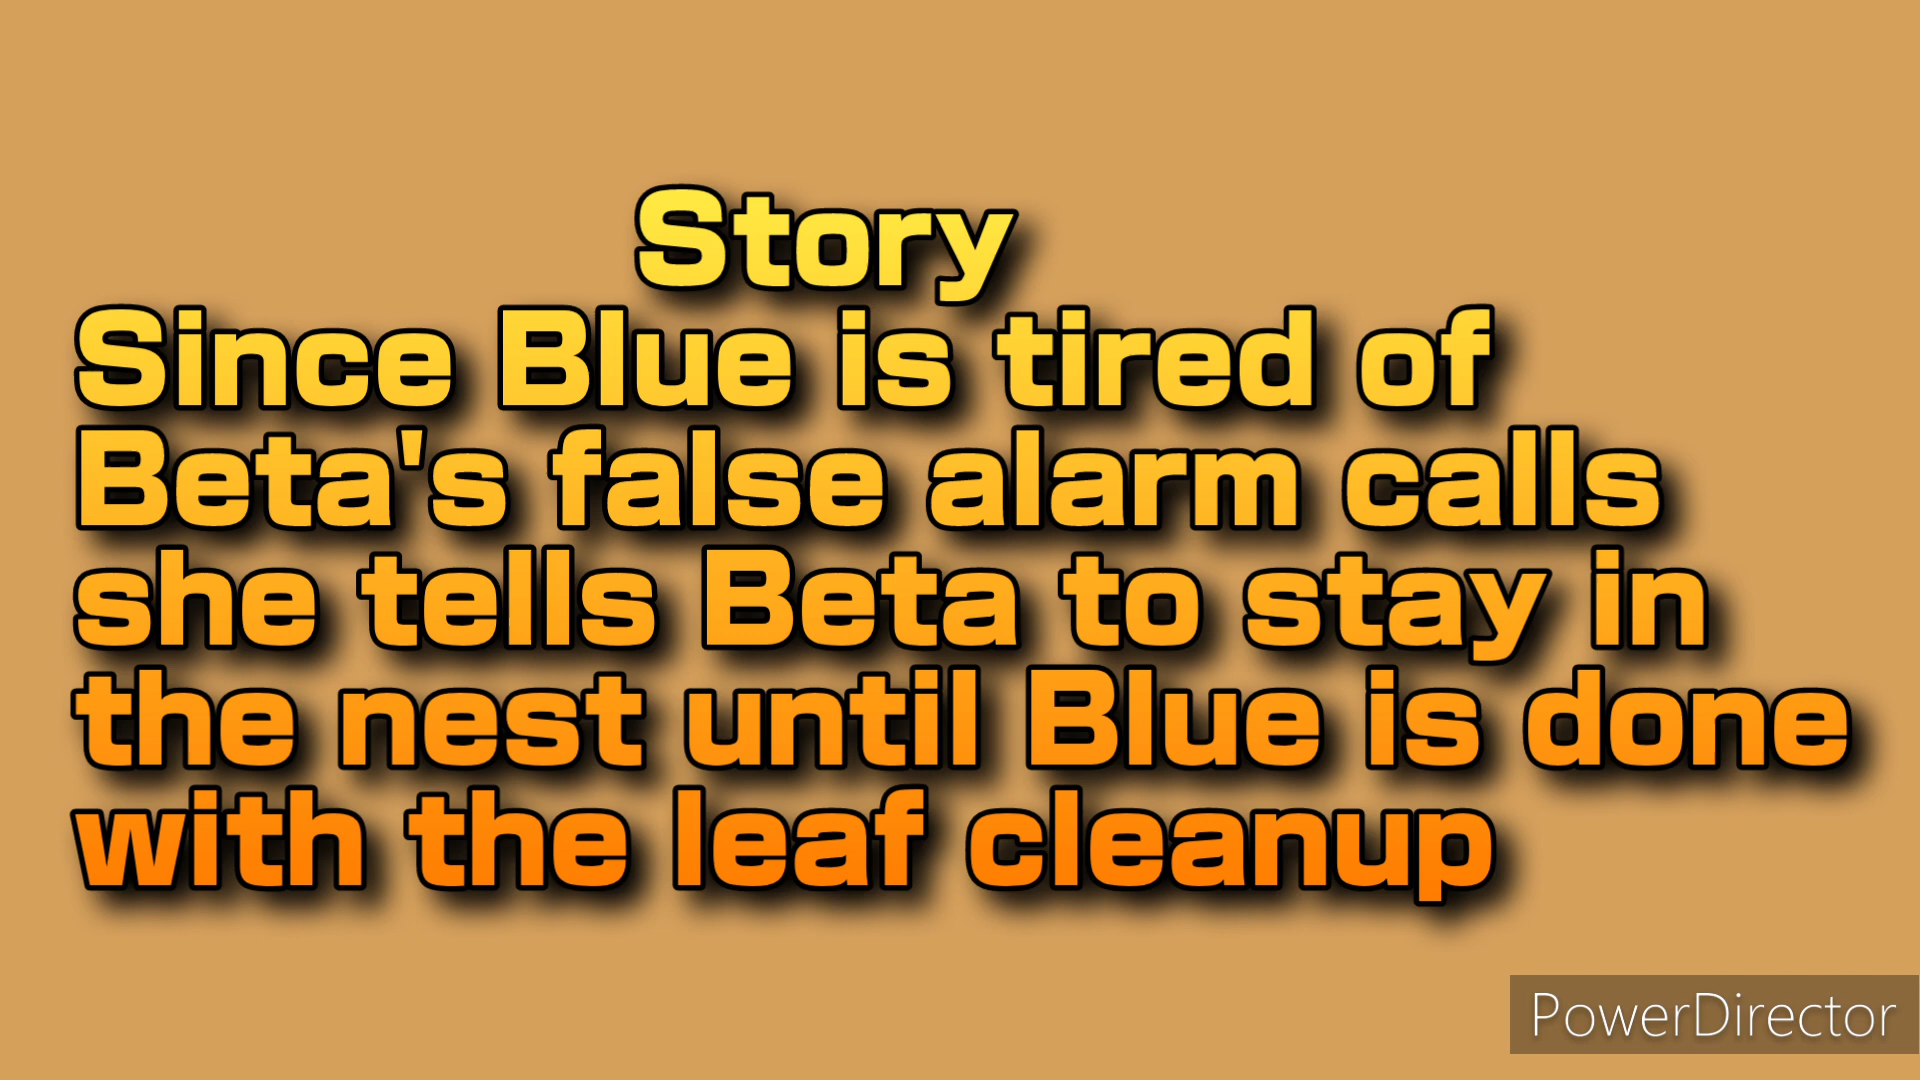 Story
Since Blue is tired of
Beta's false alarm calls
she tells Beta to stay in
the nest until Blue is done
with the leaf cleanup
PowerDirector